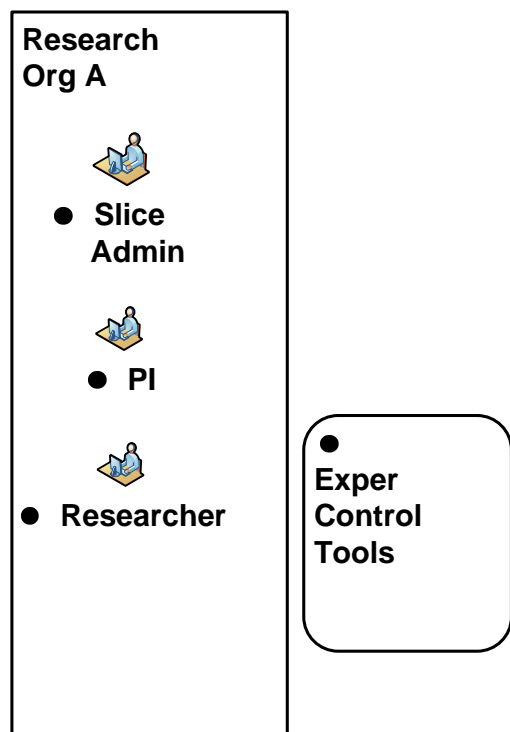 Research
Org A
Slice
Admin
PI
Researcher
Exper
Control
Tools